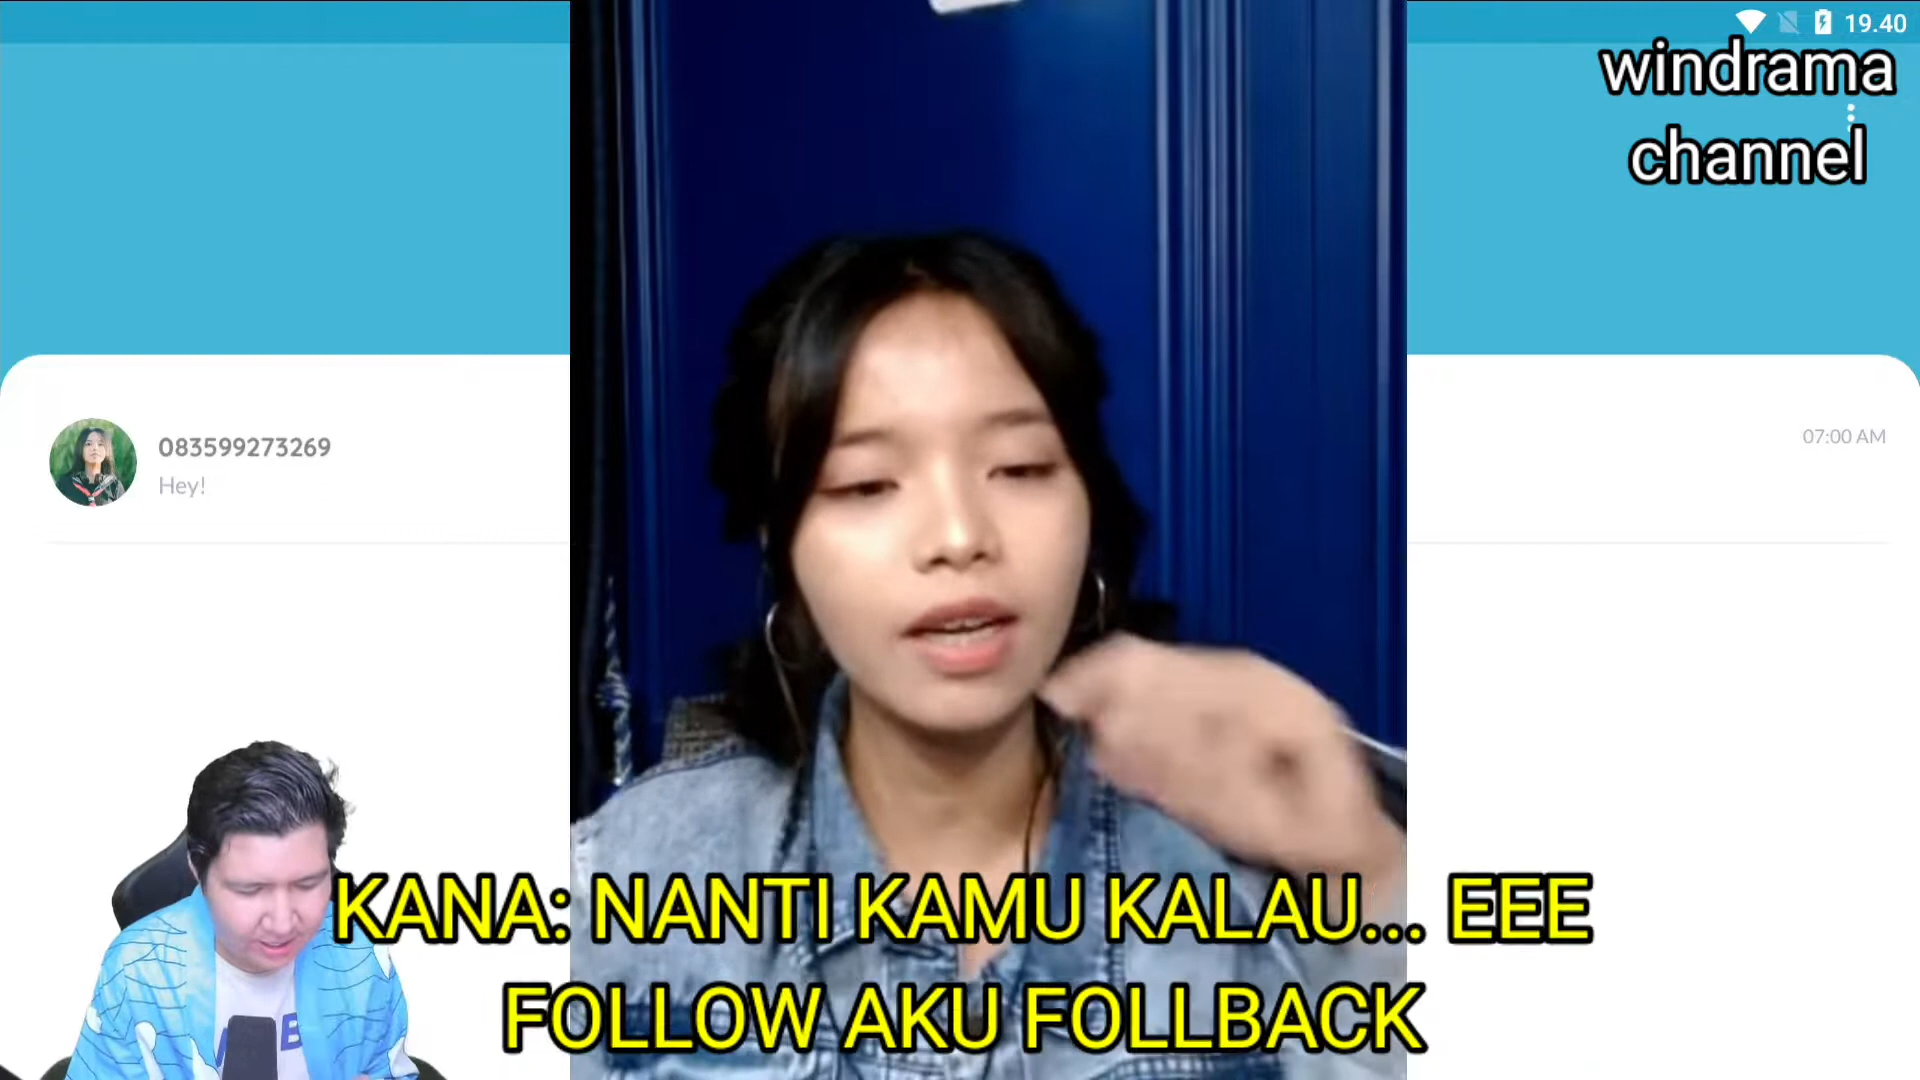 19.40
windrama
channel
083599273269
07:00 AM
Hey!
KANA: NANTI KAMU KALAU... EEE
FOLLOW AKU FOLLBACK